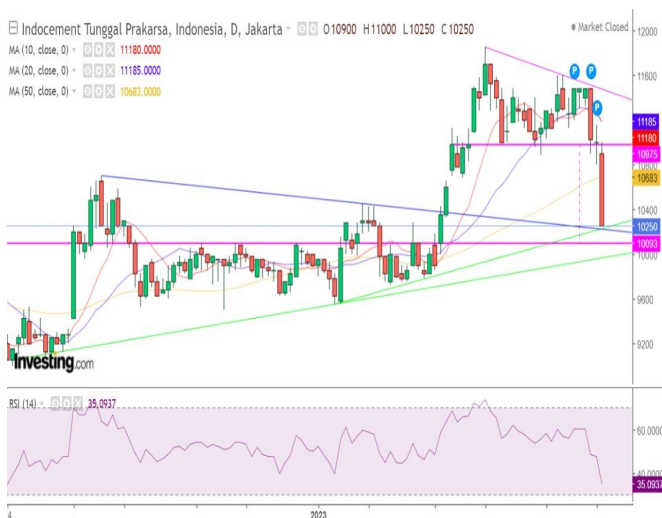 Indocement Tunggal Prakarsa, Indonesia, D, Jakarta O10900 H11000 L10250 C10250
Market Closed
MA (10, close, 0) 11180.0000
MA (20, close, 0) 11185.0000
MA (50, close, 0) 10683.0000
12000
11600
P P
P
11185
11180
10975
10800
10683
10400
10250
10093
10000
9600
9200
Investing.com
RSI (14) 35.0937
60.0000
40.0000
35.0937
4
2023